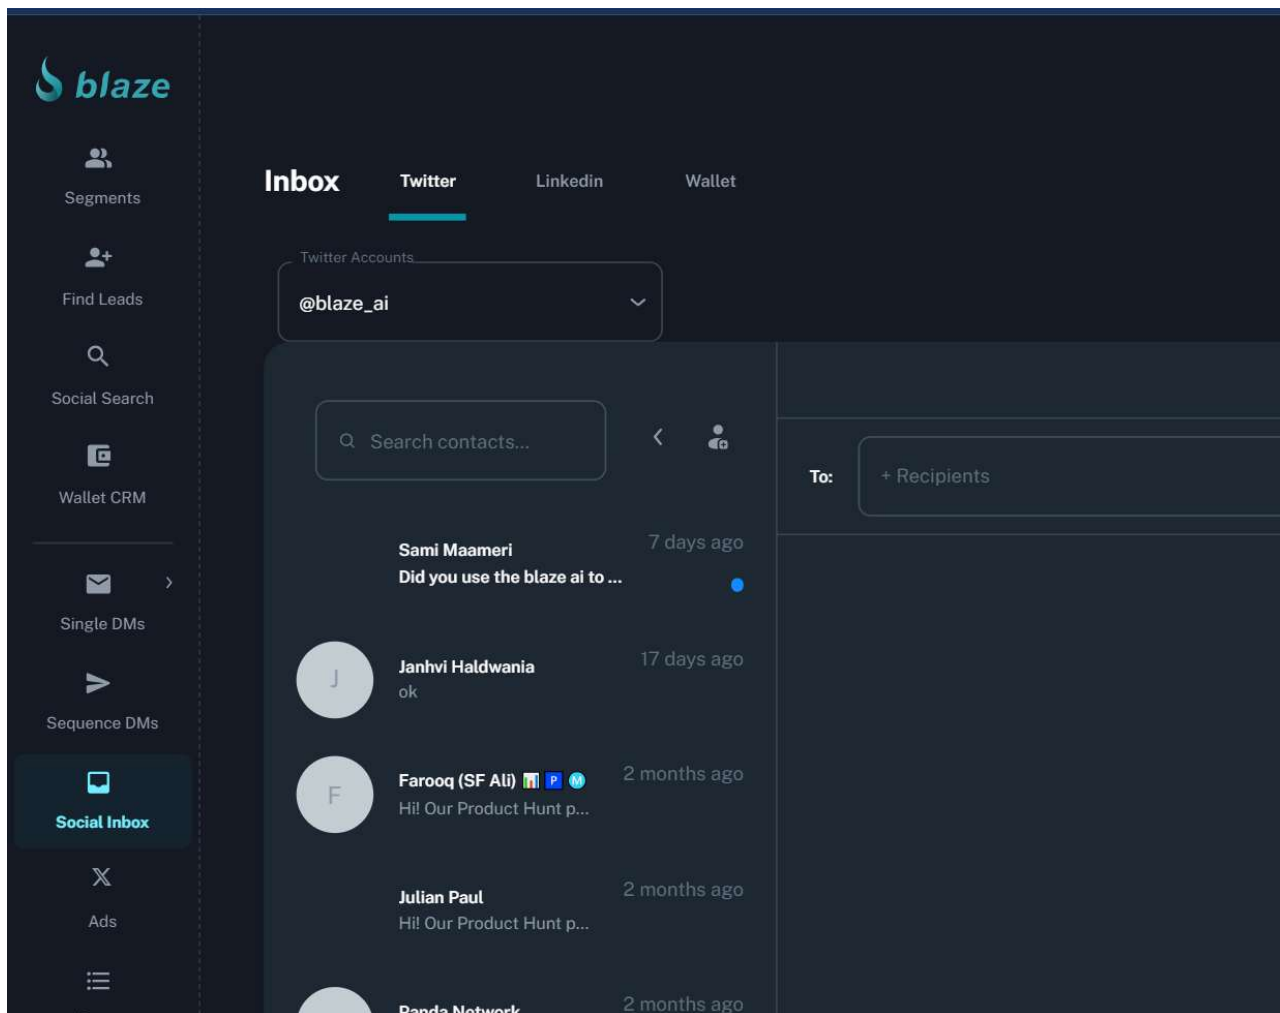 blaze
Segments
Find Leads
Social Search
Wallet CRM
Single DMs
Sequence DMs
Social Inbox
Ads
Inbox
Twitter
Linkedin
Wallet
Twitter Accounts
@blaze_ai
Search contacts...
Sami Maameri
7 days ago
Did you use the blaze ai to ...
J
Janhvi Haldwania
17 days ago
ok
F
Farooq (SF Ali) 📊 🅿 Ⓜ
2 months ago
Hi! Our Product Hunt p...
Julian Paul
2 months ago
Hi! Our Product Hunt p...
Panda Network
2 months ago
To:
+ Recipients